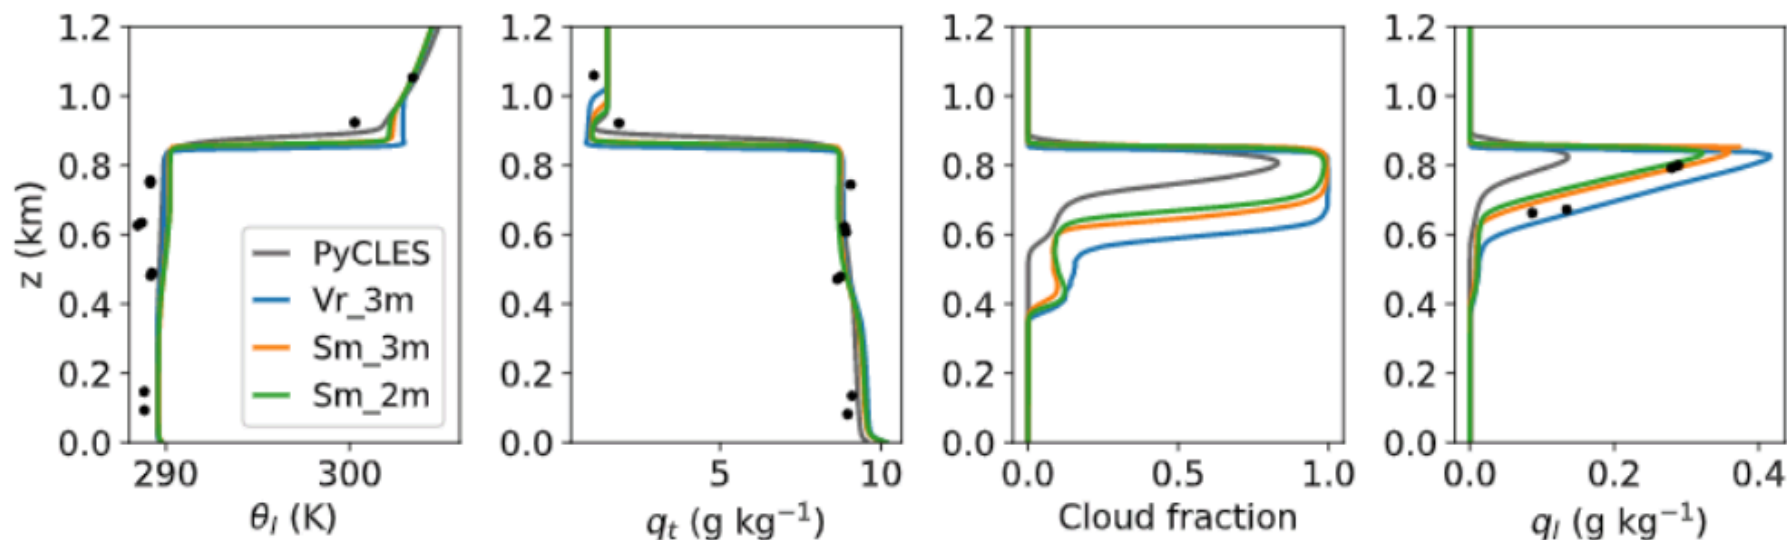 1.2 1.2 1.2 1.2
1.0 1.0 1.0 1.0
0.8 0.8 0.8 0.8
z (km)
0.6 0.6 0.6 0.6
PyCLES
Vr_3m
Sm_3m
Sm_2m
0.4 0.4 0.4 0.4
0.2 0.2 0.2 0.2
0.0 0.0 0.0 0.0
290 300 5 10 0.0 0.5 1.0 0.0 0.2 0.4
θ_l (K) q_t (g kg⁻¹) Cloud fraction q_l (g kg⁻¹)